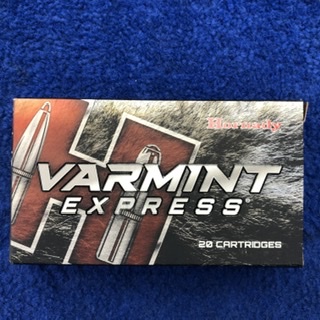 Hornady
VARMINT
EXPRESS®
20 CARTRIDGES